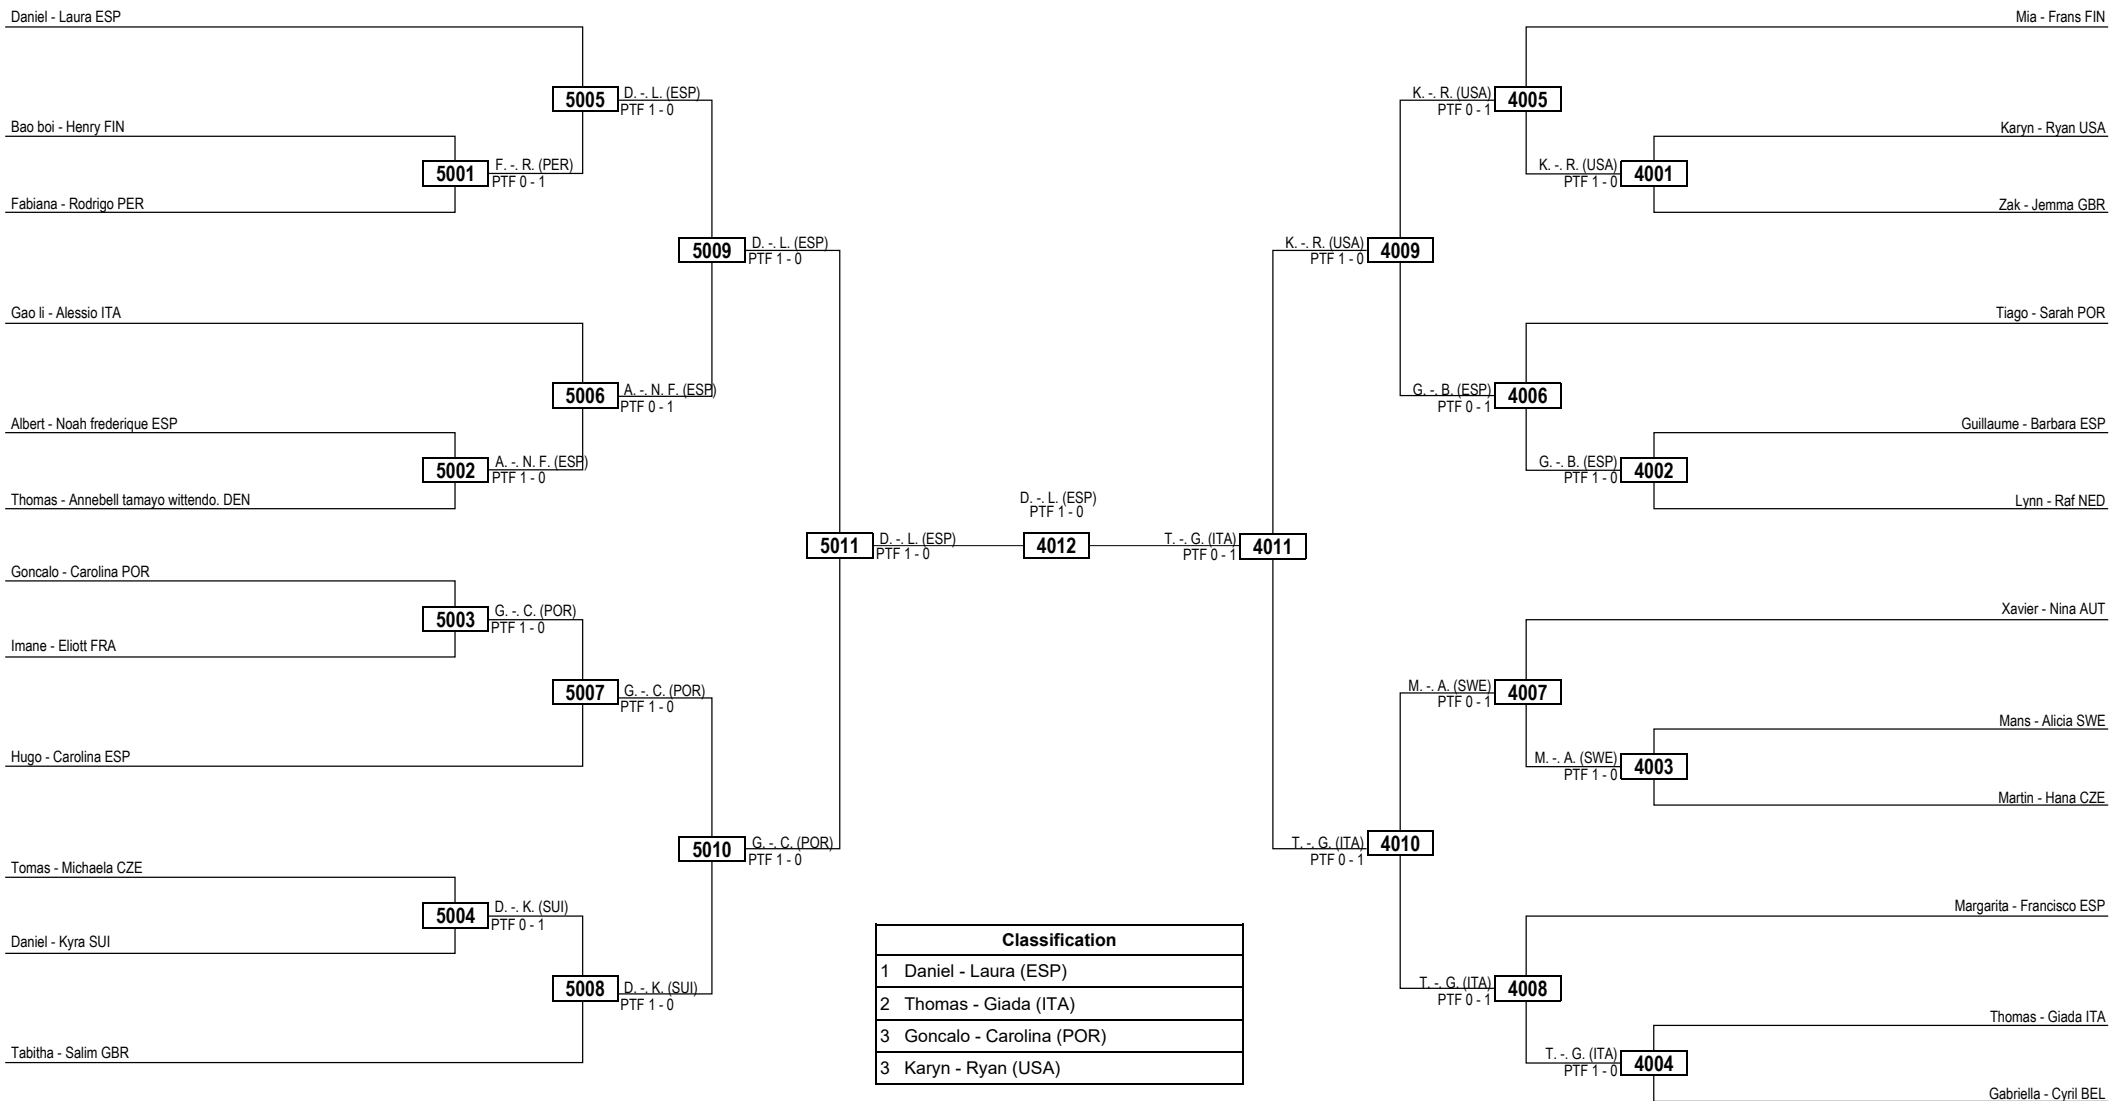 Daniel - Laura ESP
5005
D. -. L. (ESP)
PTF 1 - 0
Bao boi - Henry FIN
5001
F. -. R. (PER)
PTF 0 - 1
Fabiana - Rodrigo PER
5009
D. -. L. (ESP)
PTF 1 - 0
Gao li - Alessio ITA
5006
A. -. N. F. (ESP)
PTF 0 - 1
Albert - Noah frederique ESP
5002
A. -. N. F. (ESP)
PTF 1 - 0
Thomas - Annebell tamayo wittendo. DEN
5011
D. -. L. (ESP)
PTF 1 - 0
Goncalo - Carolina POR
5003
G. -. C. (POR)
PTF 1 - 0
Imane - Eliott FRA
5007
G. -. C. (POR)
PTF 1 - 0
Hugo - Carolina ESP
5010
G. -. C. (POR)
PTF 1 - 0
Tomas - Michaela CZE
5004
D. -. K. (SUI)
PTF 0 - 1
Daniel - Kyra SUI
5008
D. -. K. (SUI)
PTF 1 - 0
Tabitha - Salim GBR
D. -. L. (ESP)
PTF 1 - 0
4012
Mia - Frans FIN
K. -. R. (USA)
PTF 0 - 1
4005
Karyn - Ryan USA
K. -. R. (USA)
PTF 1 - 0
4001
Zak - Jemma GBR
K. -. R. (USA)
PTF 1 - 0
4009
Tiago - Sarah POR
G. -. B. (ESP)
PTF 0 - 1
4006
Guillaume - Barbara ESP
G. -. B. (ESP)
PTF 1 - 0
4002
Lynn - Raf NED
T. -. G. (ITA)
PTF 0 - 1
4011
Xavier - Nina AUT
M. -. A. (SWE)
PTF 0 - 1
4007
Mans - Alicia SWE
M. -. A. (SWE)
PTF 1 - 0
4003
Martin - Hana CZE
T. -. G. (ITA)
PTF 0 - 1
4010
Margarita - Francisco ESP
T. -. G. (ITA)
PTF 0 - 1
4008
Thomas - Giada ITA
T. -. G. (ITA)
PTF 1 - 0
4004
Gabriella - Cyril BEL
Classification
1 Daniel - Laura (ESP)
2 Thomas - Giada (ITA)
3 Goncalo - Carolina (POR)
3 Karyn - Ryan (USA)